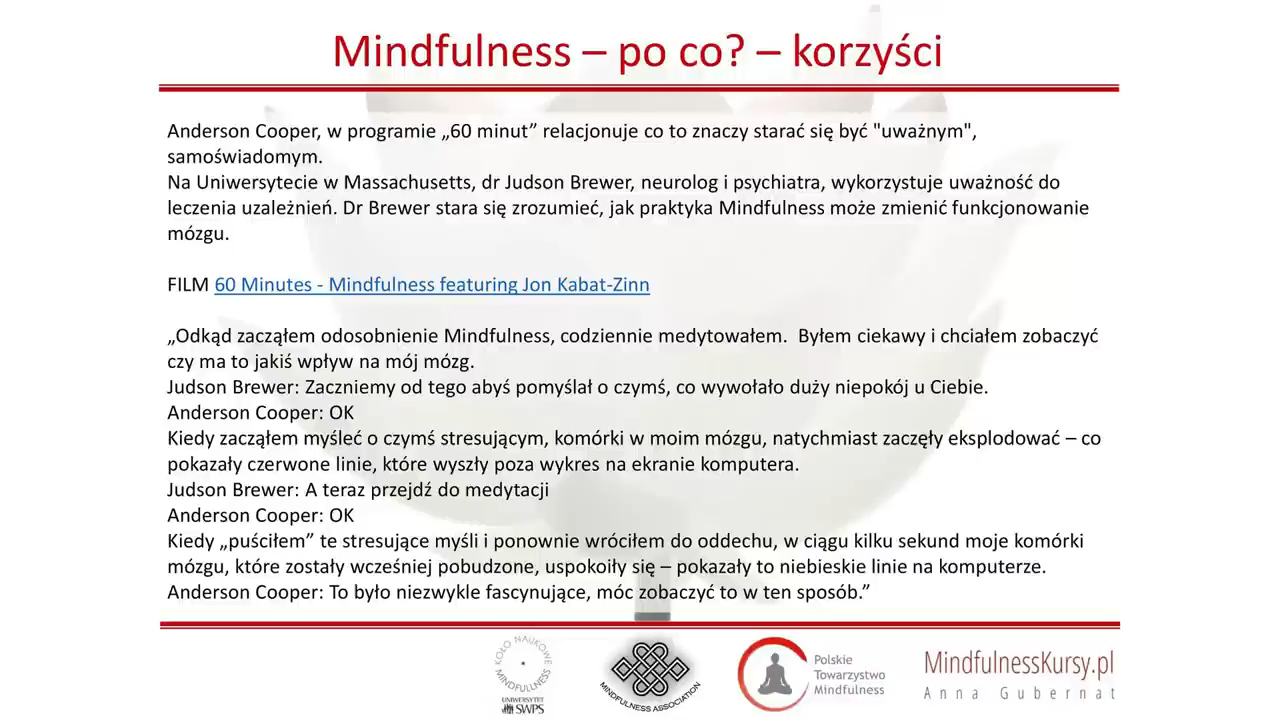 Mindfulness – po co? – korzyści
Anderson Cooper, w programie „60 minut” relacjonuje co to znaczy starać się być "uważnym",
samoświadomym.
Na Uniwersytecie w Massachusetts, dr Judson Brewer, neurolog i psychiatra, wykorzystuje uważność do
leczenia uzależnień. Dr Brewer stara się zrozumieć, jak praktyka Mindfulness może zmienić funkcjonowanie
mózgu.
FILM 60 Minutes - Mindfulness featuring Jon Kabat-Zinn
„Odkąd zacząłem odosobnienie Mindfulness, codziennie medytowałem.  Byłem ciekawy i chciałem zobaczyć
czy ma to jakiś wpływ na mój mózg.
Judson Brewer: Zaczniemy od tego abyś pomyślał o czymś, co wywołało duży niepokój u Ciebie.
Anderson Cooper: OK
Kiedy zacząłem myśleć o czymś stresującym, komórki w moim mózgu, natychmiast zaczęły eksplodować – co
pokazały czerwone linie, które wyszły poza wykres na ekranie komputera.
Judson Brewer: A teraz przejdź do medytacji
Anderson Cooper: OK
Kiedy „puściłem” te stresujące myśli i ponownie wróciłem do oddechu, w ciągu kilku sekund moje komórki
mózgu, które zostały wcześniej pobudzone, uspokoiły się – pokazały to niebieskie linie na komputerze.
Anderson Cooper: To było niezwykle fascynujące, móc zobaczyć to w ten sposób.”
KOŁO NAUKOWE
MINDFULLNESS
UNIWERSYTET
SWPS
MINDFULNESS ASSOCIATION
Polskie
Towarzystwo
Mindfulness
MindfulnessKursy.pl
Anna Gubernat